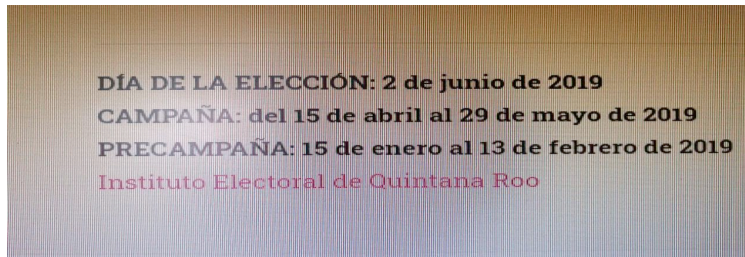 DÍA DE LA ELECCIÓN: 2 de junio de 2019
CAMPAÑA: del 15 de abril al 29 de mayo de 2019
PRECAMPAÑA: 15 de enero al 13 de febrero de 2019
Instituto Electoral de Quintana Roo